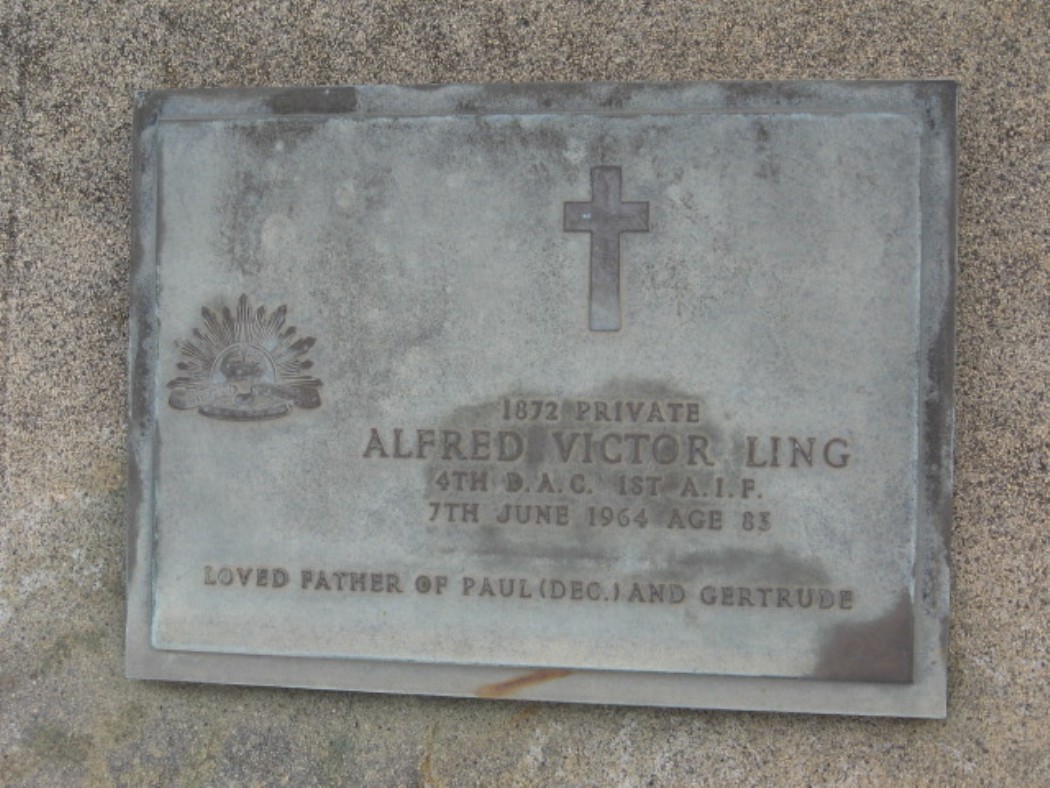 1872 PRIVATE
ALFRED VICTOR LING
4TH D.A.C. 1ST A.I.F.
7TH JUNE 1964 AGE 83
LOVED FATHER OF PAUL (DEC.) AND GERTRUDE